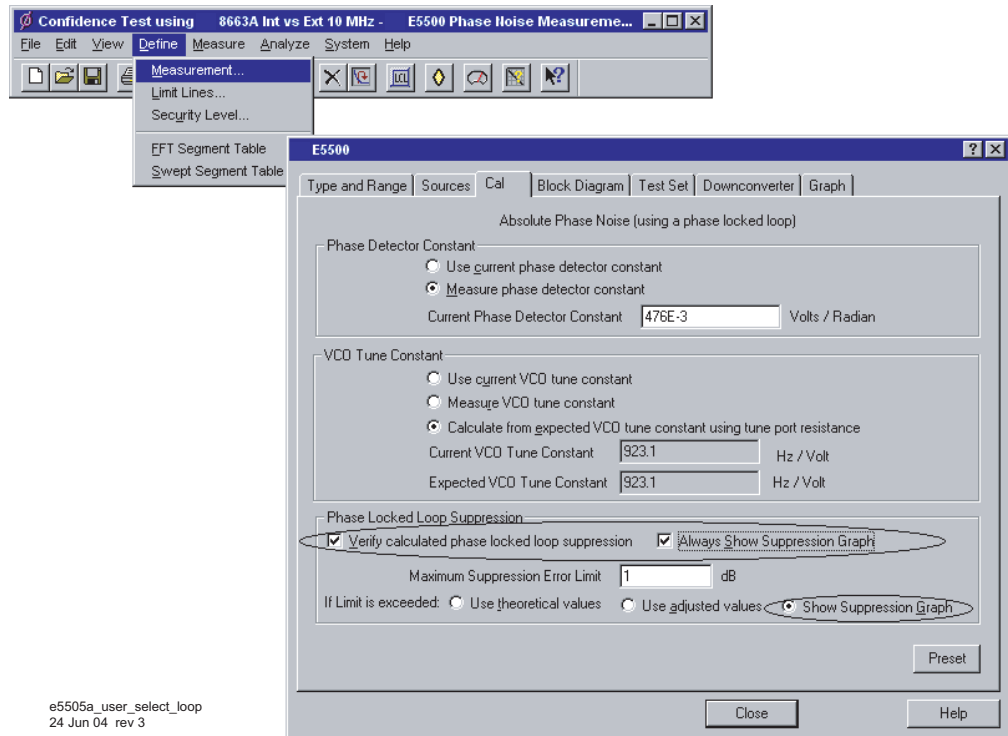 Confidence Test using 8663A Int vs Ext 10 MHz - E5500 Phase Noise Measureme...
File Edit View Define Measure Analyze System Help
Measurement...
Limit Lines...
Security Level...
FFT Segment Table
Swept Segment Table
E5500
Type and Range Sources Cal Block Diagram Test Set Downconverter Graph
Absolute Phase Noise (using a phase locked loop)
Phase Detector Constant
Use current phase detector constant
Measure phase detector constant
Current Phase Detector Constant 476E-3 Volts / Radian
VCO Tune Constant
Use current VCO tune constant
Measure VCO tune constant
Calculate from expected VCO tune constant using tune port resistance
Current VCO Tune Constant 923.1 Hz / Volt
Expected VCO Tune Constant 923.1 Hz / Volt
Phase Locked Loop Suppression
Verify calculated phase locked loop suppression Always Show Suppression Graph
Maximum Suppression Error Limit 1 dB
If Limit is exceeded: Use theoretical values Use adjusted values Show Suppression Graph
Preset
Close Help
e5505a_user_select_loop
24 Jun 04 rev 3